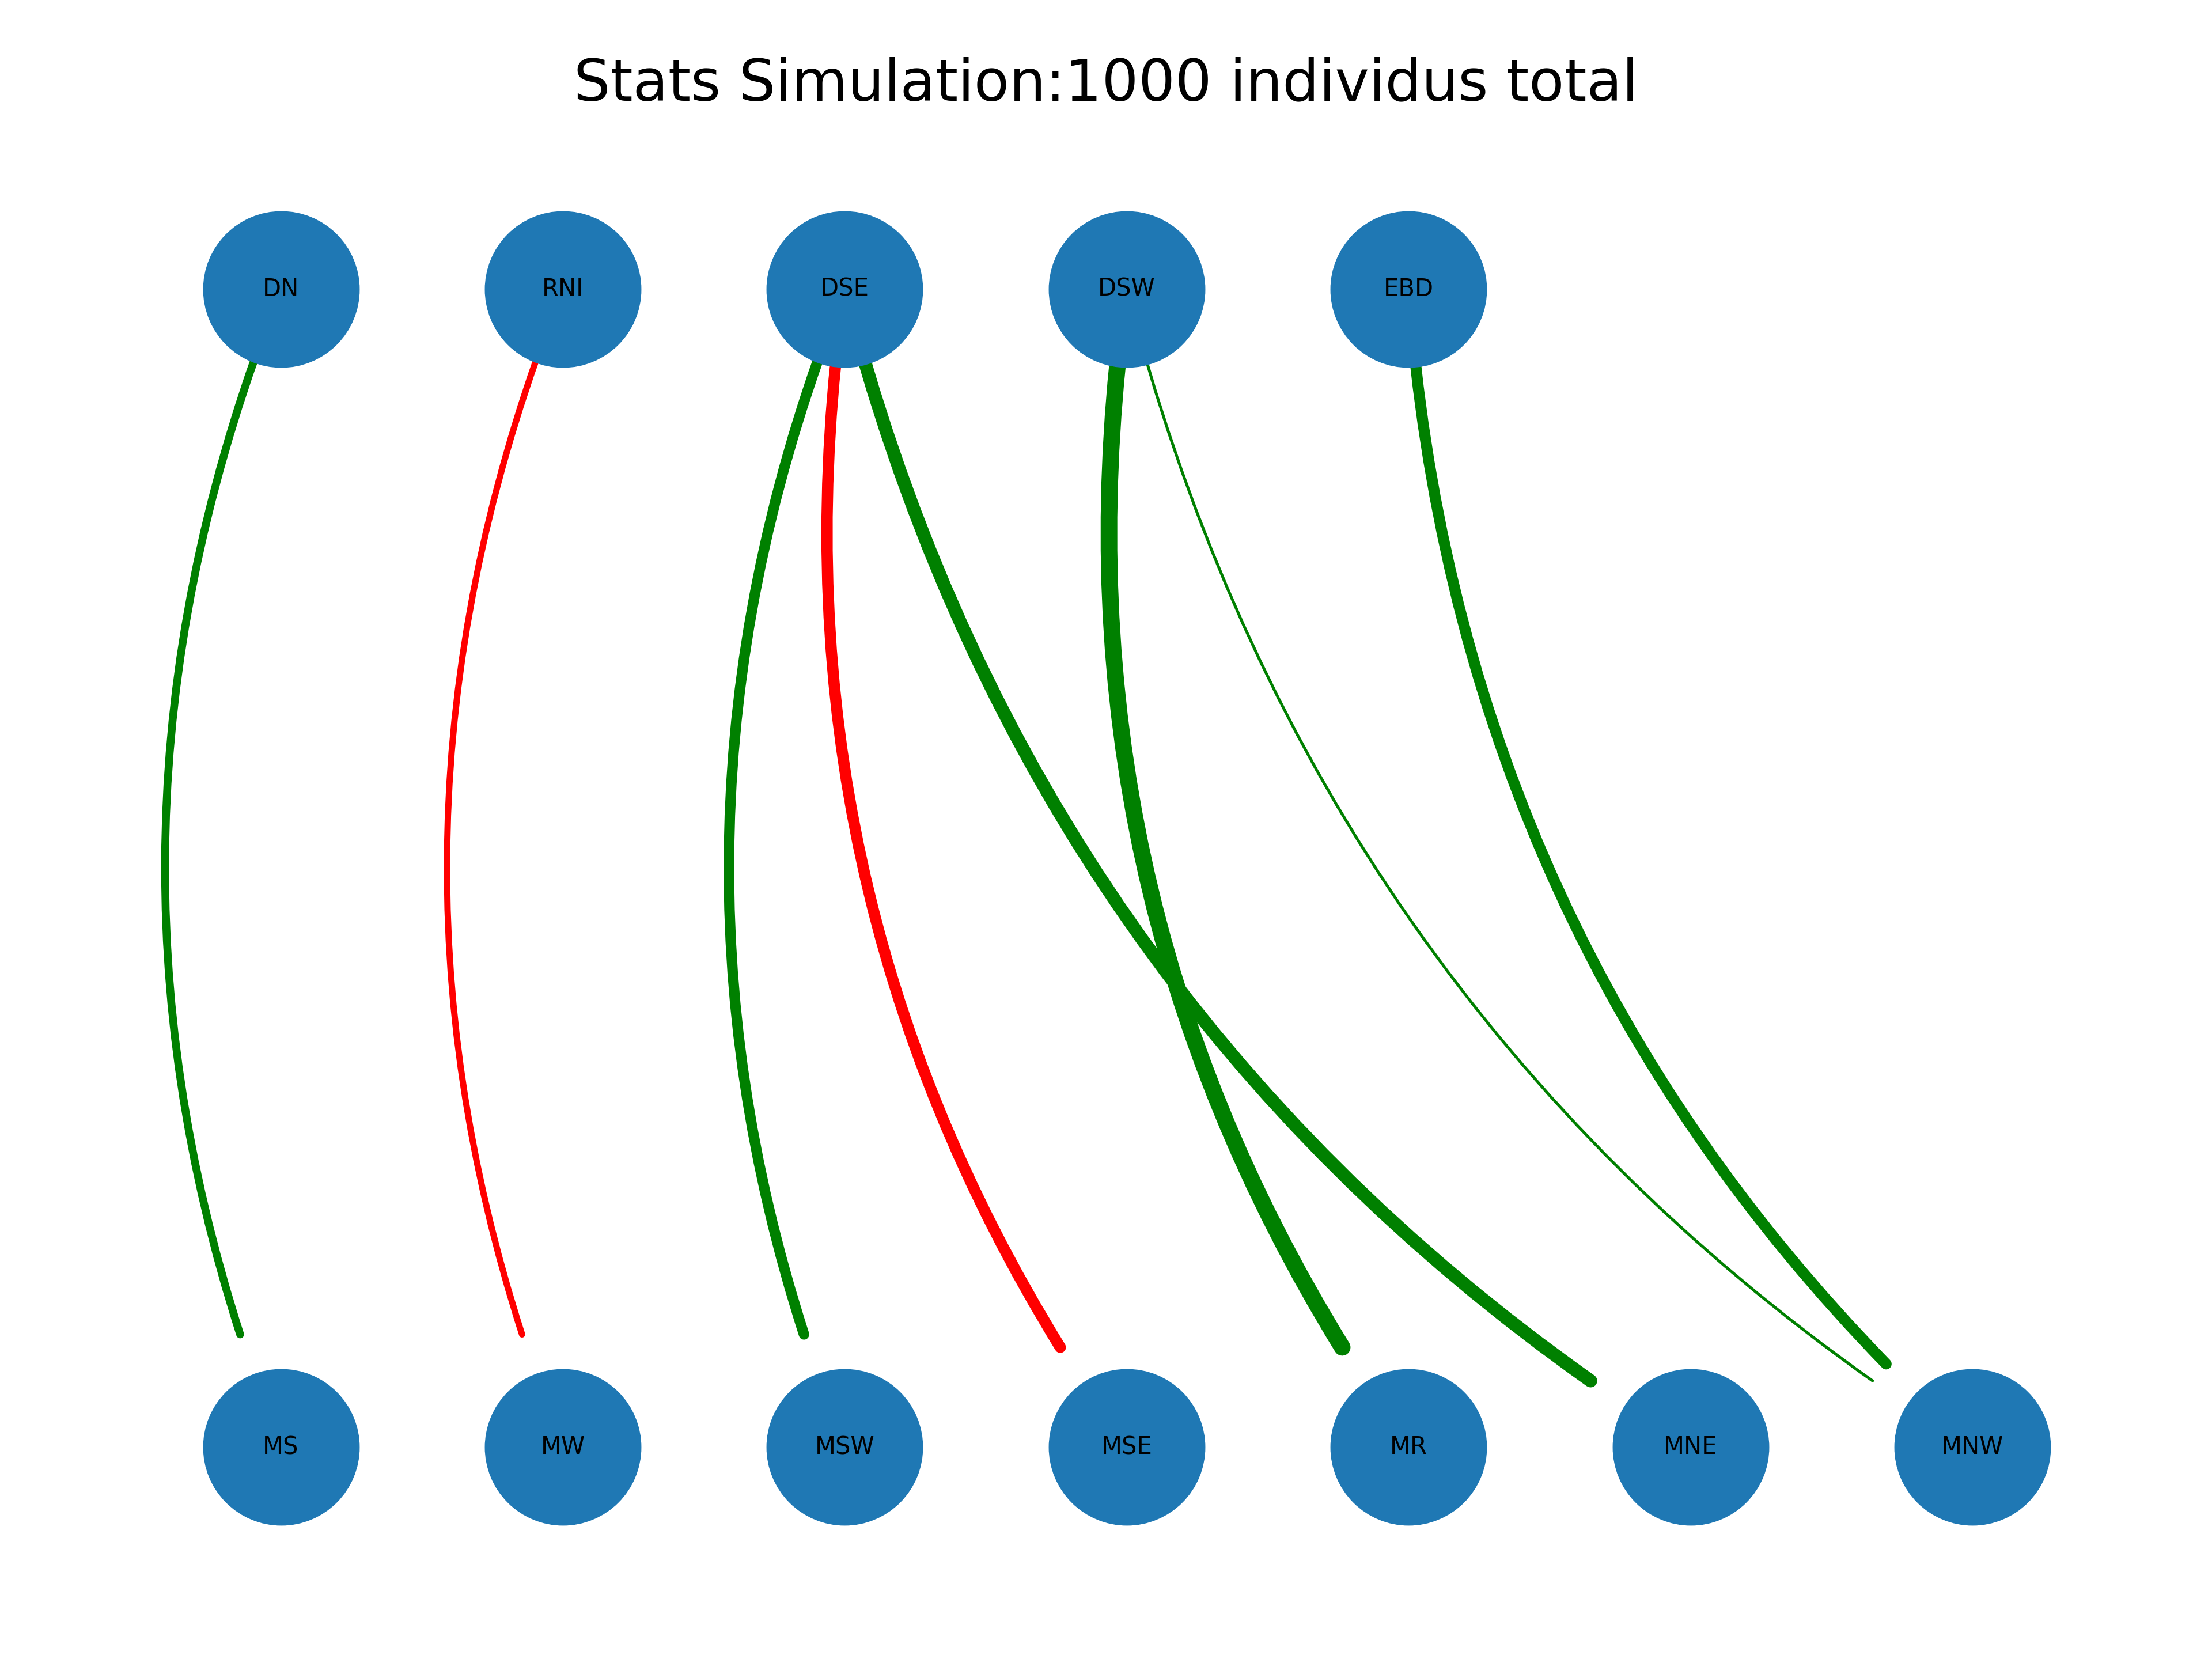 Stats Simulation:1000 individus total
DN RNI DSE DSW EBD
MS MW MSW MSE MR MNE MNW